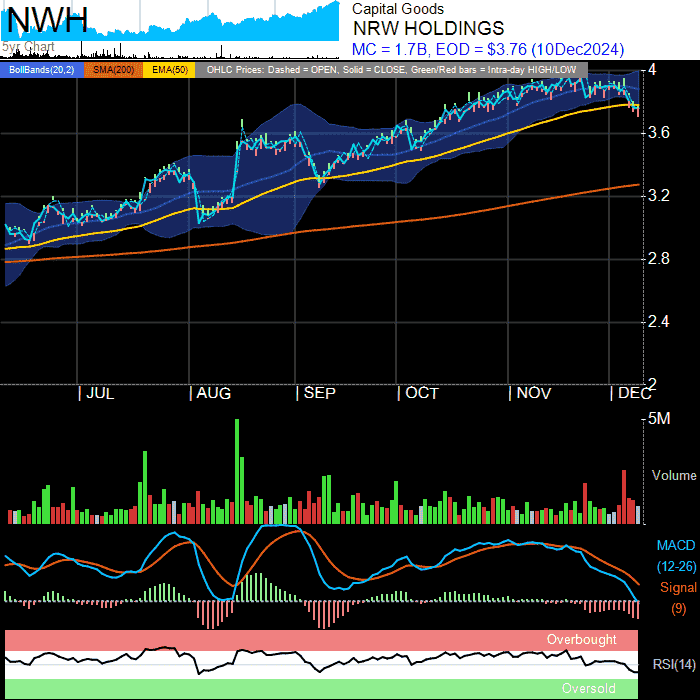 NWH
Capital Goods
NRW HOLDINGS
MC = 1.7B, EOD = $3.76 (10Dec2024)
5yr Chart
BollBands(20,2) SMA(200) EMA(50) OHLC Prices: Dashed = OPEN, Solid = CLOSE, Green/Red bars = Intra-day HIGH/LOW
4
3.6
3.2
2.8
2.4
2
JUL AUG SEP OCT NOV DEC
5M
Volume
MACD
(12-26)
Signal
(9)
Overbought
RSI(14)
Oversold